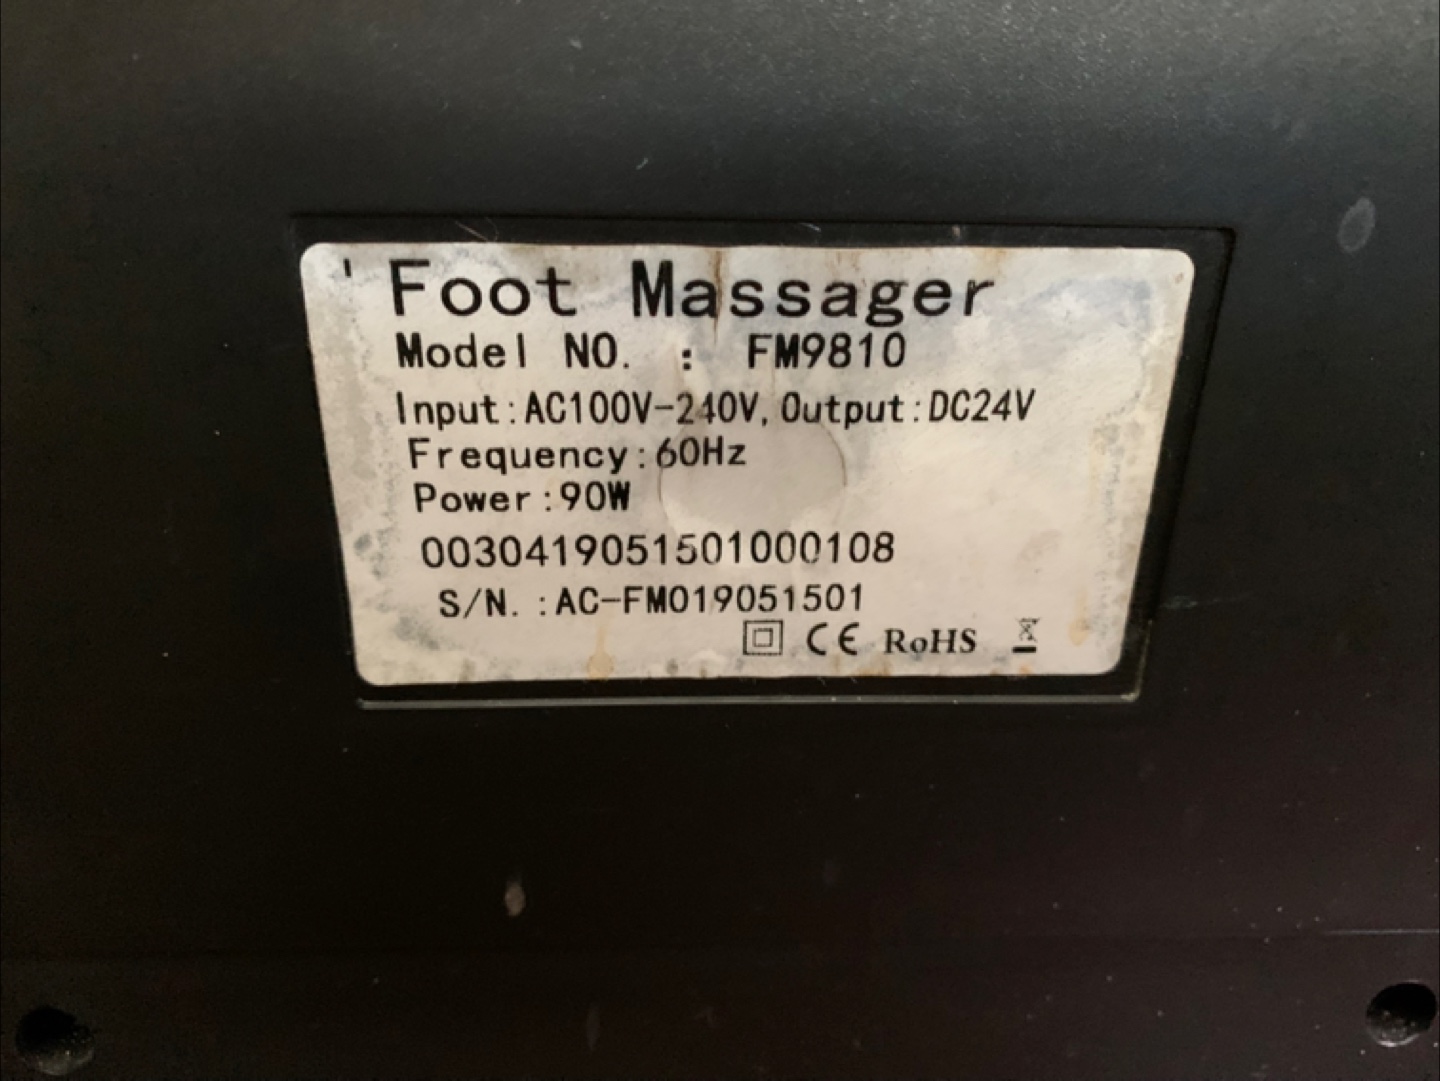 Foot Massager
Model NO. : FM9810
Input:AC100V-240V,Output:DC24V
Frequency:60Hz
Power:90W
0030419051501000108
S/N.:AC-FM019051501
CE RoHS